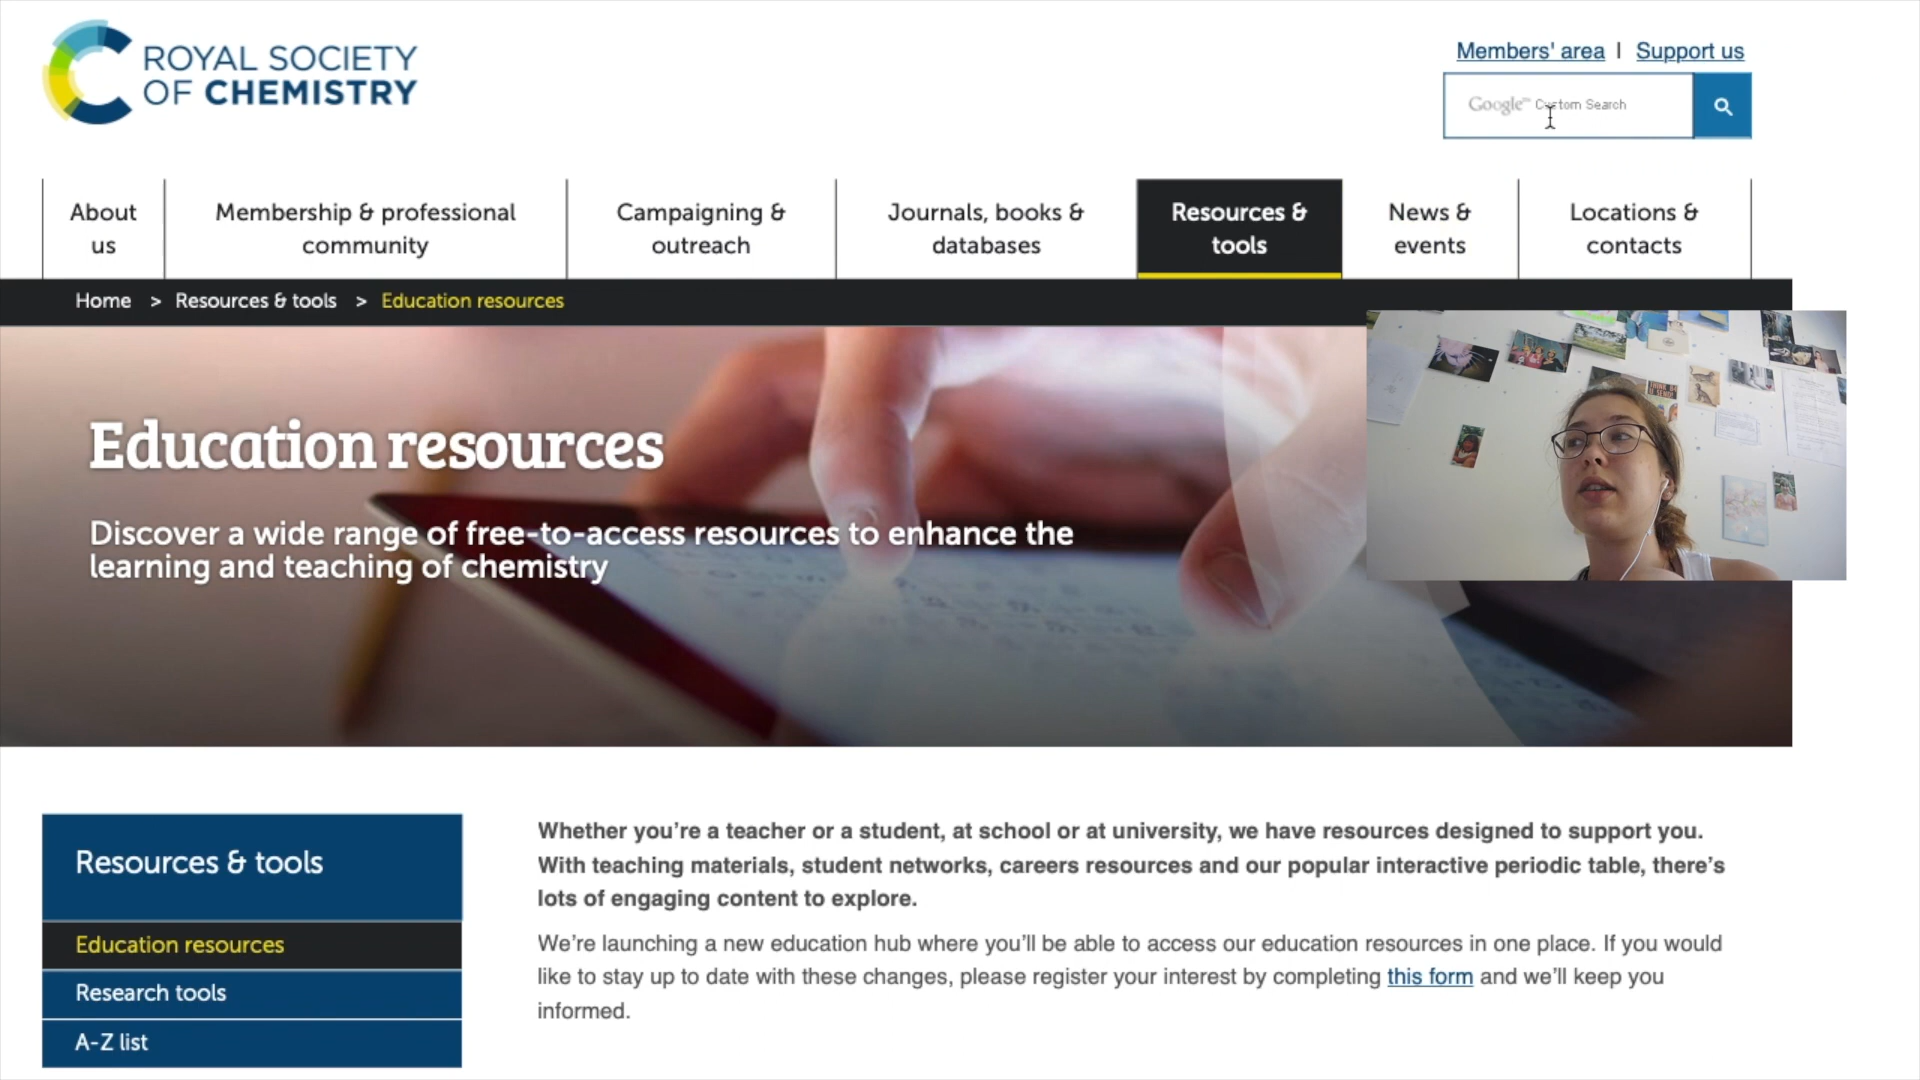 ROYAL SOCIETY
OF CHEMISTRY
Members' area | Support us
Google™ Custom Search
About
us
Membership & professional
community
Campaigning &
outreach
Journals, books &
databases
Resources &
tools
News &
events
Locations &
contacts
Home > Resources & tools > Education resources
Education resources
Discover a wide range of free-to-access resources to enhance the
learning and teaching of chemistry
Resources & tools
Education resources
Research tools
A-Z list
Whether you're a teacher or a student, at school or at university, we have resources designed to support you.
With teaching materials, student networks, careers resources and our popular interactive periodic table, there's
lots of engaging content to explore.
We're launching a new education hub where you'll be able to access our education resources in one place. If you would
like to stay up to date with these changes, please register your interest by completing this form and we'll keep you
informed.